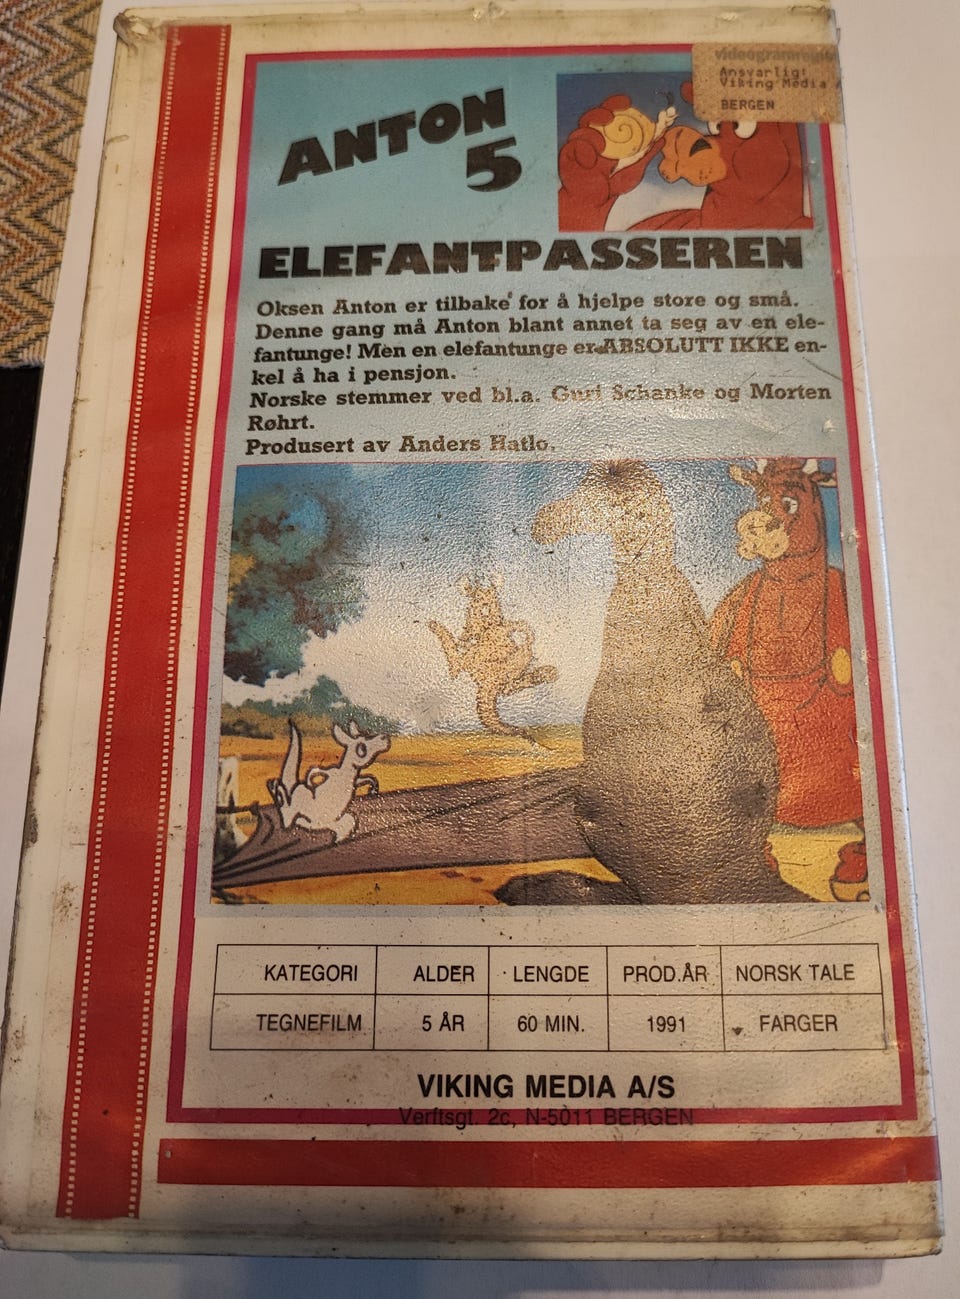 videogramregis
Ansvarlig:
Viking Media
BERGEN
ANTON
5
ELEFANTPASSEREN
Oksen Anton er tilbake for å hjelpe store og små.
Denne gang må Anton blant annet ta seg av en ele-
fantunge! Men en elefantunge er ABSOLUTT IKKE en-
kel å ha i pensjon.
Norske stemmer ved bl.a. Guri Schanke og Morten
Røhrt.
Produsert av Anders Hatlo.
KATEGORI ALDER LENGDE PROD.ÅR NORSK TALE
TEGNEFILM 5 ÅR 60 MIN. 1991 FARGER
VIKING MEDIA A/S
Verftsgt. 2c, N-5011 BERGEN